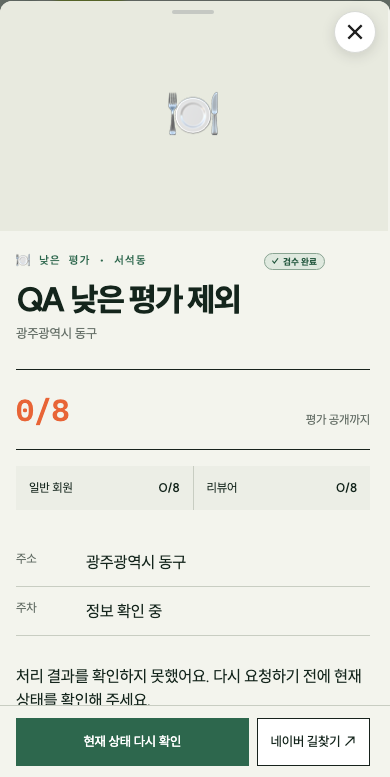 낮은 평가 · 서석동
✓ 검수 완료
QA 낮은 평가 제외
광주광역시 동구
0/8
평가 공개까지
일반 회원 0/8 리뷰어 0/8
주소 광주광역시 동구
주차 정보 확인 중
처리 결과를 확인하지 못했어요. 다시 요청하기 전에 현재
상태를 확인해 주세요.
현재 상태 다시 확인
네이버 길찾기 ↗